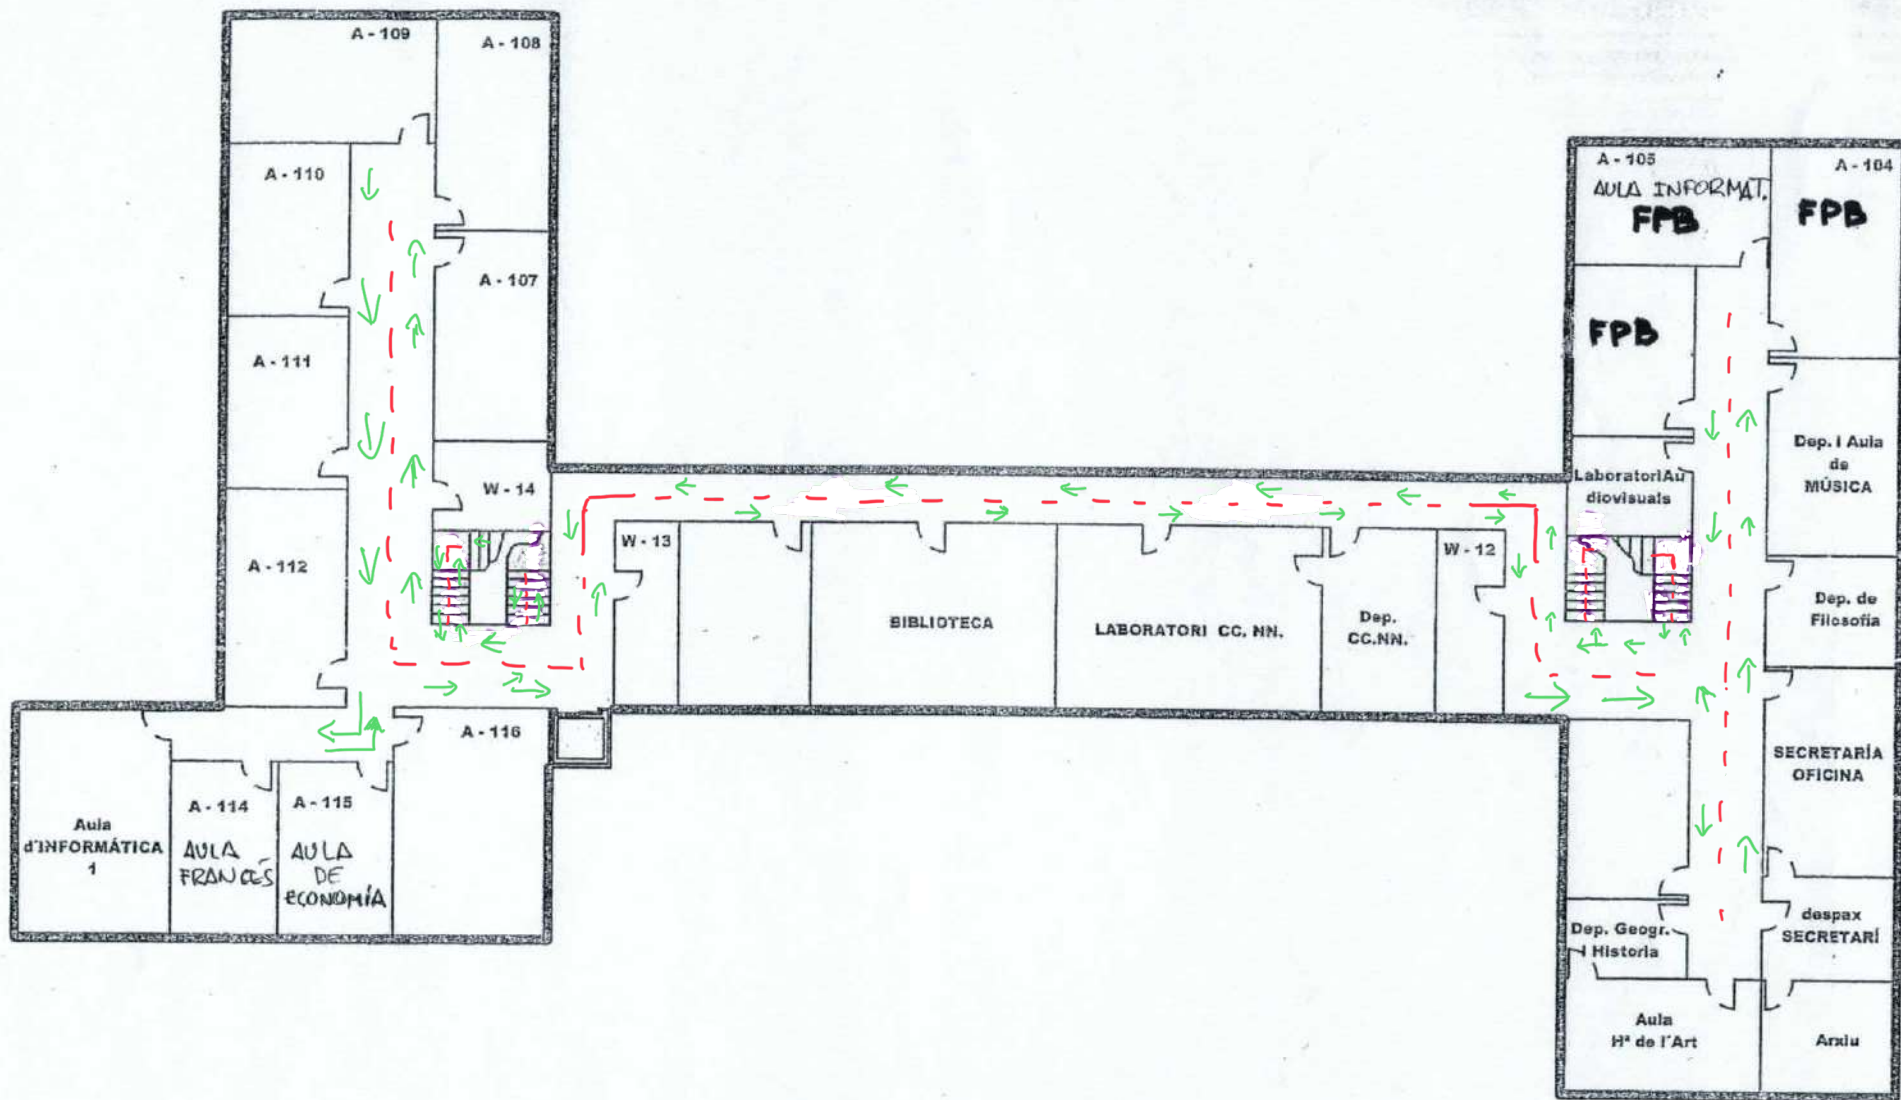 A - 109
A - 108
A - 110
A - 107
A - 111
W - 14
A - 112
A - 116
Aula
d'INFORMÁTICA
1
A - 114
AULA
FRANCÉS
A - 115
AULA
DE
ECONOMÍA
W - 13
BIBLIOTECA
LABORATORI CC. NN.
Dep.
CC.NN.
W - 12
A - 105
AULA INFORMAT.
FPB
A - 104
FPB
FPB
LaboratoriAu
diovisuals
Dep. i Aula
de
MÚSICA
Dep. de
Filosofia
SECRETARÍA
OFICINA
despax
SECRETARI
Dep. Geogr.
i Historia
Aula
Hª de l'Art
Arxiu